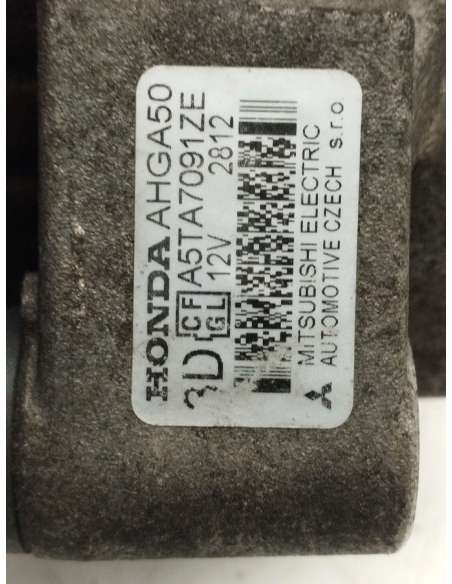 HONDA AHGA50
3D CF GL A5TA7091ZE
12V 2812
MITSUBISHI ELECTRIC
AUTOMOTIVE CZECH s.r.o